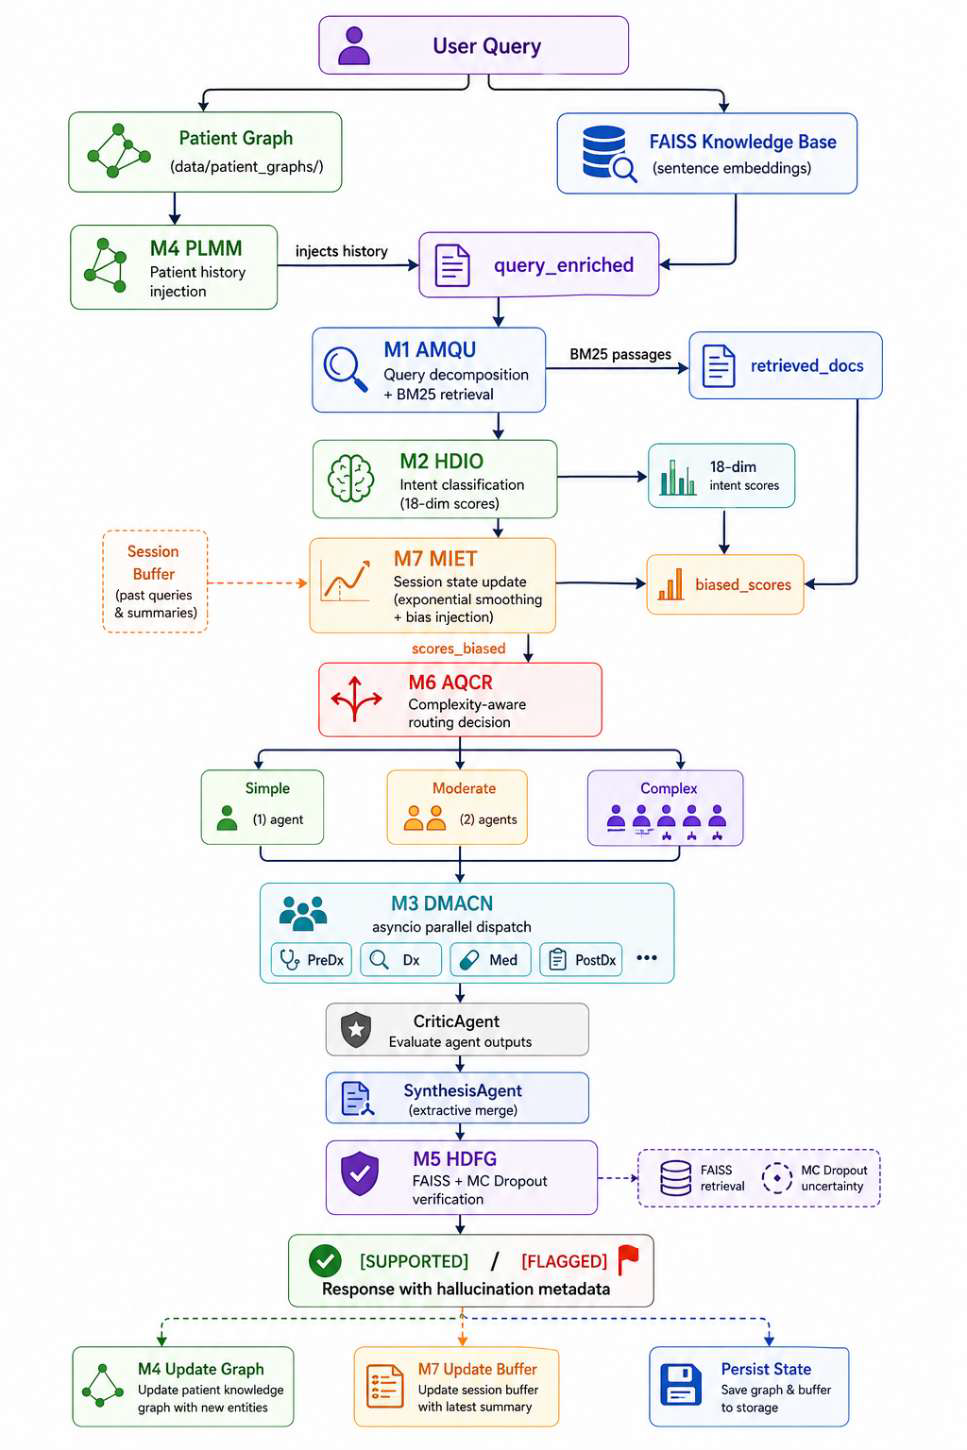 User Query
Patient Graph
(data/patient_graphs/)
FAISS Knowledge Base
(sentence embeddings)
M4 PLMM
Patient history
injection
injects history
query_enriched
M1 AMQU
Query decomposition
+ BM25 retrieval
BM25 passages
retrieved_docs
M2 HDIO
Intent classification
(18-dim scores)
18-dim
intent scores
Session
Buffer
(past queries
& summaries)
M7 MIET
Session state update
(exponential smoothing
+ bias injection)
biased_scores
scores_biased
M6 AQCR
Complexity-aware
routing decision
Simple
(1) agent
Moderate
(2) agents
Complex
M3 DMACN
asyncio parallel dispatch
PreDx
Dx
Med
PostDx
•••
CriticAgent
Evaluate agent outputs
SynthesisAgent
(extractive merge)
M5 HDFG
FAISS + MC Dropout
verification
FAISS
retrieval
MC Dropout
uncertainty
[SUPPORTED] / [FLAGGED]
Response with hallucination metadata
M4 Update Graph
Update patient knowledge
graph with new entities
M7 Update Buffer
Update session buffer
with latest summary
Persist State
Save graph & buffer
to storage